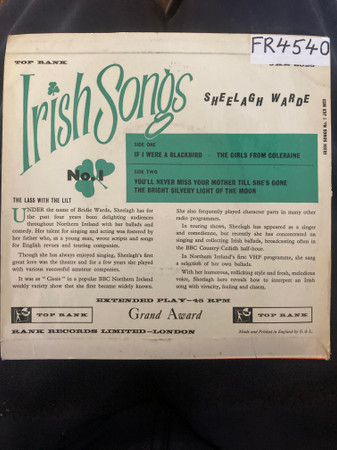 FR4540
TOP RANK
Irish Songs
SHEELAGH WARDE
No.1
SIDE ONE
IF I WERE A BLACKBIRD - THE GIRLS FROM COLERAINE
SIDE TWO
YOU'LL NEVER MISS YOUR MOTHER TILL SHE'S GONE
THE BRIGHT SILVERY LIGHT OF THE MOON
THE LASS WITH THE LILT
UNDER the name of Bridie Warde, Sheelagh has for
the past four years been delighting audiences
throughout Northern Ireland with her ballads and
comedy. Her talent for singing and acting was fostered by
her father who, as a young man, wrote scripts and songs
for English revues and touring companies.
Though she has always enjoyed singing, Sheelagh's first
great love was the theatre and for a few years she played
with various successful amateur companies.
It was as "Cissie" in a popular BBC Northern Ireland
weekly variety show that she first became widely known.
She also frequently played character parts in many other
radio programmes.
In touring shows, Sheelagh has appeared as a singer
and comedienne, but recently she has concentrated on
singing and collecting Irish ballads, broadcasting often in
the BBC Country Ceilidh half-hour.
In Northern Ireland's first VHF programme, she sang
a selection of her own ballads.
With her humorous, rollicking style and fresh, melodious
voice, Sheelagh here reveals how to interpret an Irish
song with vivacity, feeling and charm.
EXTENDED PLAY—45 RPM
TOP RANK
Grand Award
TOP RANK
RANK RECORDS LIMITED—LONDON
Made and Printed in England by G.A.L.